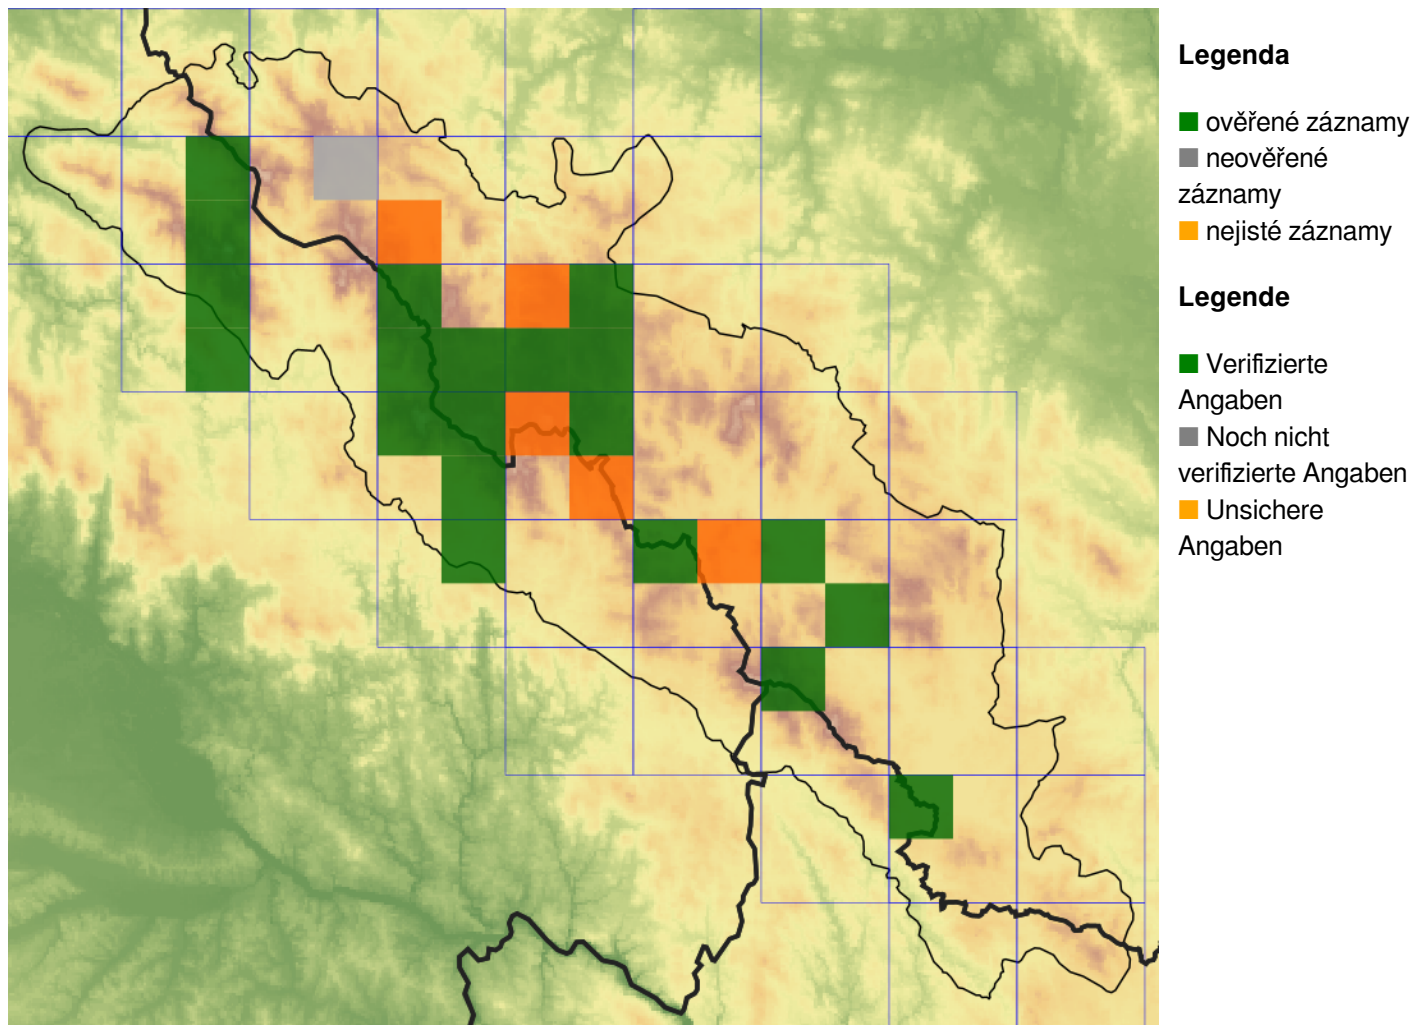 Legenda
ověřené záznamy
neověřené
záznamy
nejisté záznamy
Legende
Verifizierte
Angaben
Noch nicht
verifizierte Angaben
Unsichere
Angaben